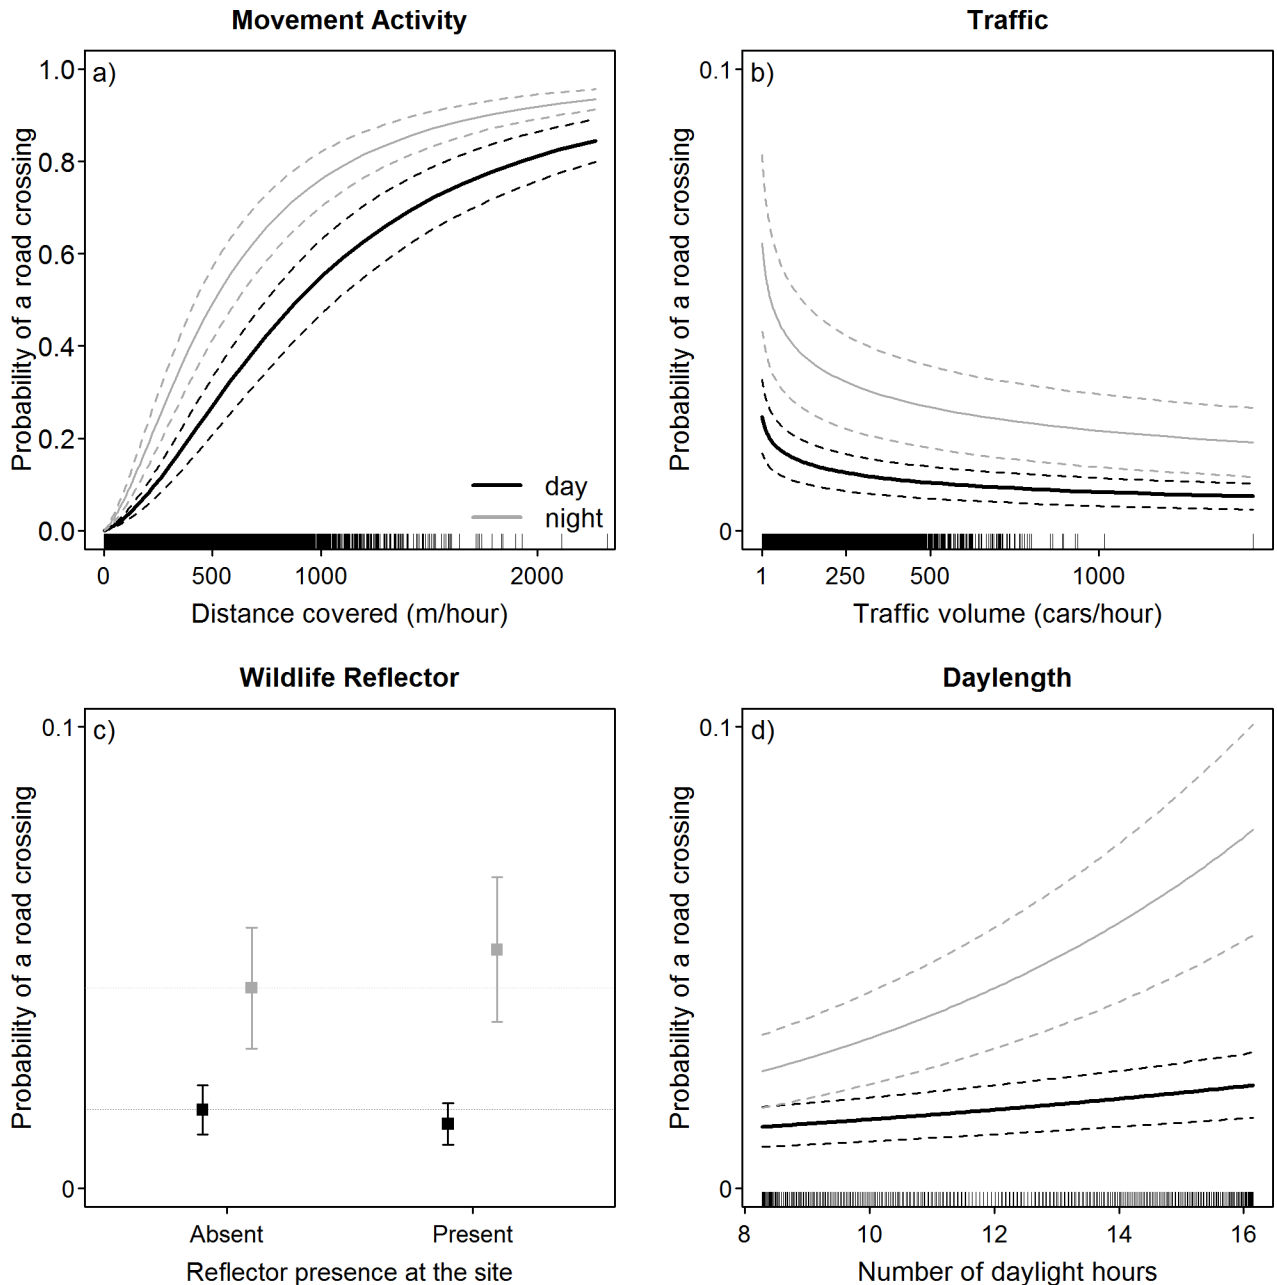 Movement Activity
a)
Probability of a road crossing
1.0
0.8
0.6
0.4
0.2
0.0
day
night
0 500 1000 2000
Distance covered (m/hour)
Traffic
b)
Probability of a road crossing
0.1
0
1 250 500 1000
Traffic volume (cars/hour)
Wildlife Reflector
c)
Probability of a road crossing
0.1
0
Absent Present
Reflector presence at the site
Daylength
d)
Probability of a road crossing
0.1
0
8 10 12 14 16
Number of daylight hours